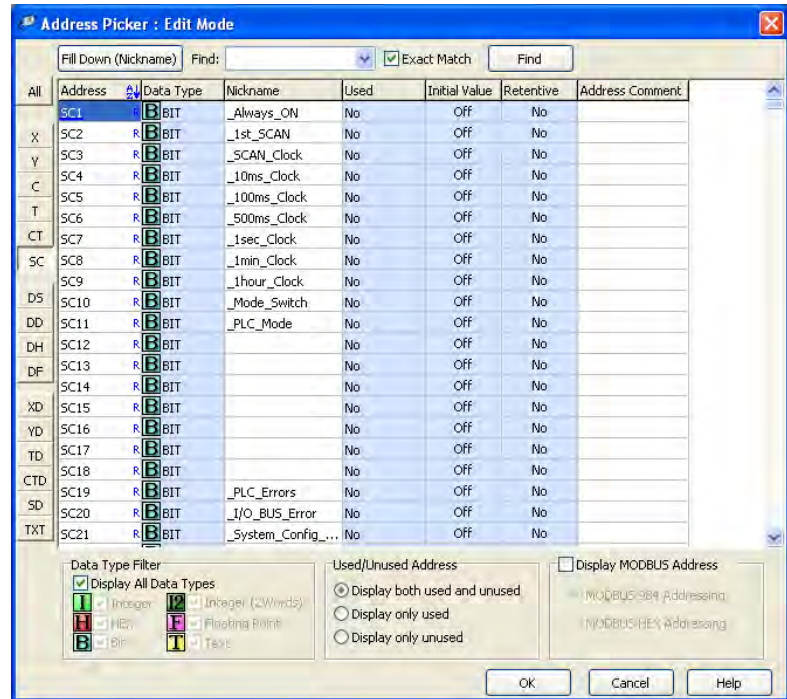 Address Picker : Edit Mode
Fill Down (Nickname) Find: Exact Match Find
All Address Data Type Nickname Used Initial Value Retentive Address Comment
SC1 R B BIT _Always_ON No Off No
X SC2 R B BIT _1st_SCAN No Off No
Y SC3 R B BIT _SCAN_Clock No Off No
C SC4 R B BIT _10ms_Clock No Off No
SC5 R B BIT _100ms_Clock No Off No
T SC6 R B BIT _500ms_Clock No Off No
CT SC7 R B BIT _1sec_Clock No Off No
SC SC8 R B BIT _1min_Clock No Off No
SC9 R B BIT _1hour_Clock No Off No
DS SC10 R B BIT _Mode_Switch No Off No
DD SC11 R B BIT _PLC_Mode No Off No
DH SC12 R B BIT No Off No
DF SC13 R B BIT No Off No
SC14 R B BIT No Off No
XD SC15 R B BIT No Off No
YD SC16 R B BIT No Off No
TD SC17 R B BIT No Off No
CTD SC18 R B BIT No Off No
SC19 R B BIT _PLC_Errors No Off No
SD SC20 R B BIT _I/O_BUS_Error No Off No
TXT SC21 R B BIT _System_Config_... No Off No
Data Type Filter Used/Unused Address Display MODBUS Address
Display All Data Types Display both used and unused MODBUS 984 Addressing
I Integer I2 Integer (2Words) Display only used MODBUS HEX Addressing
H HEX F Floating Point Display only unused
B Bit T Text
OK Cancel Help